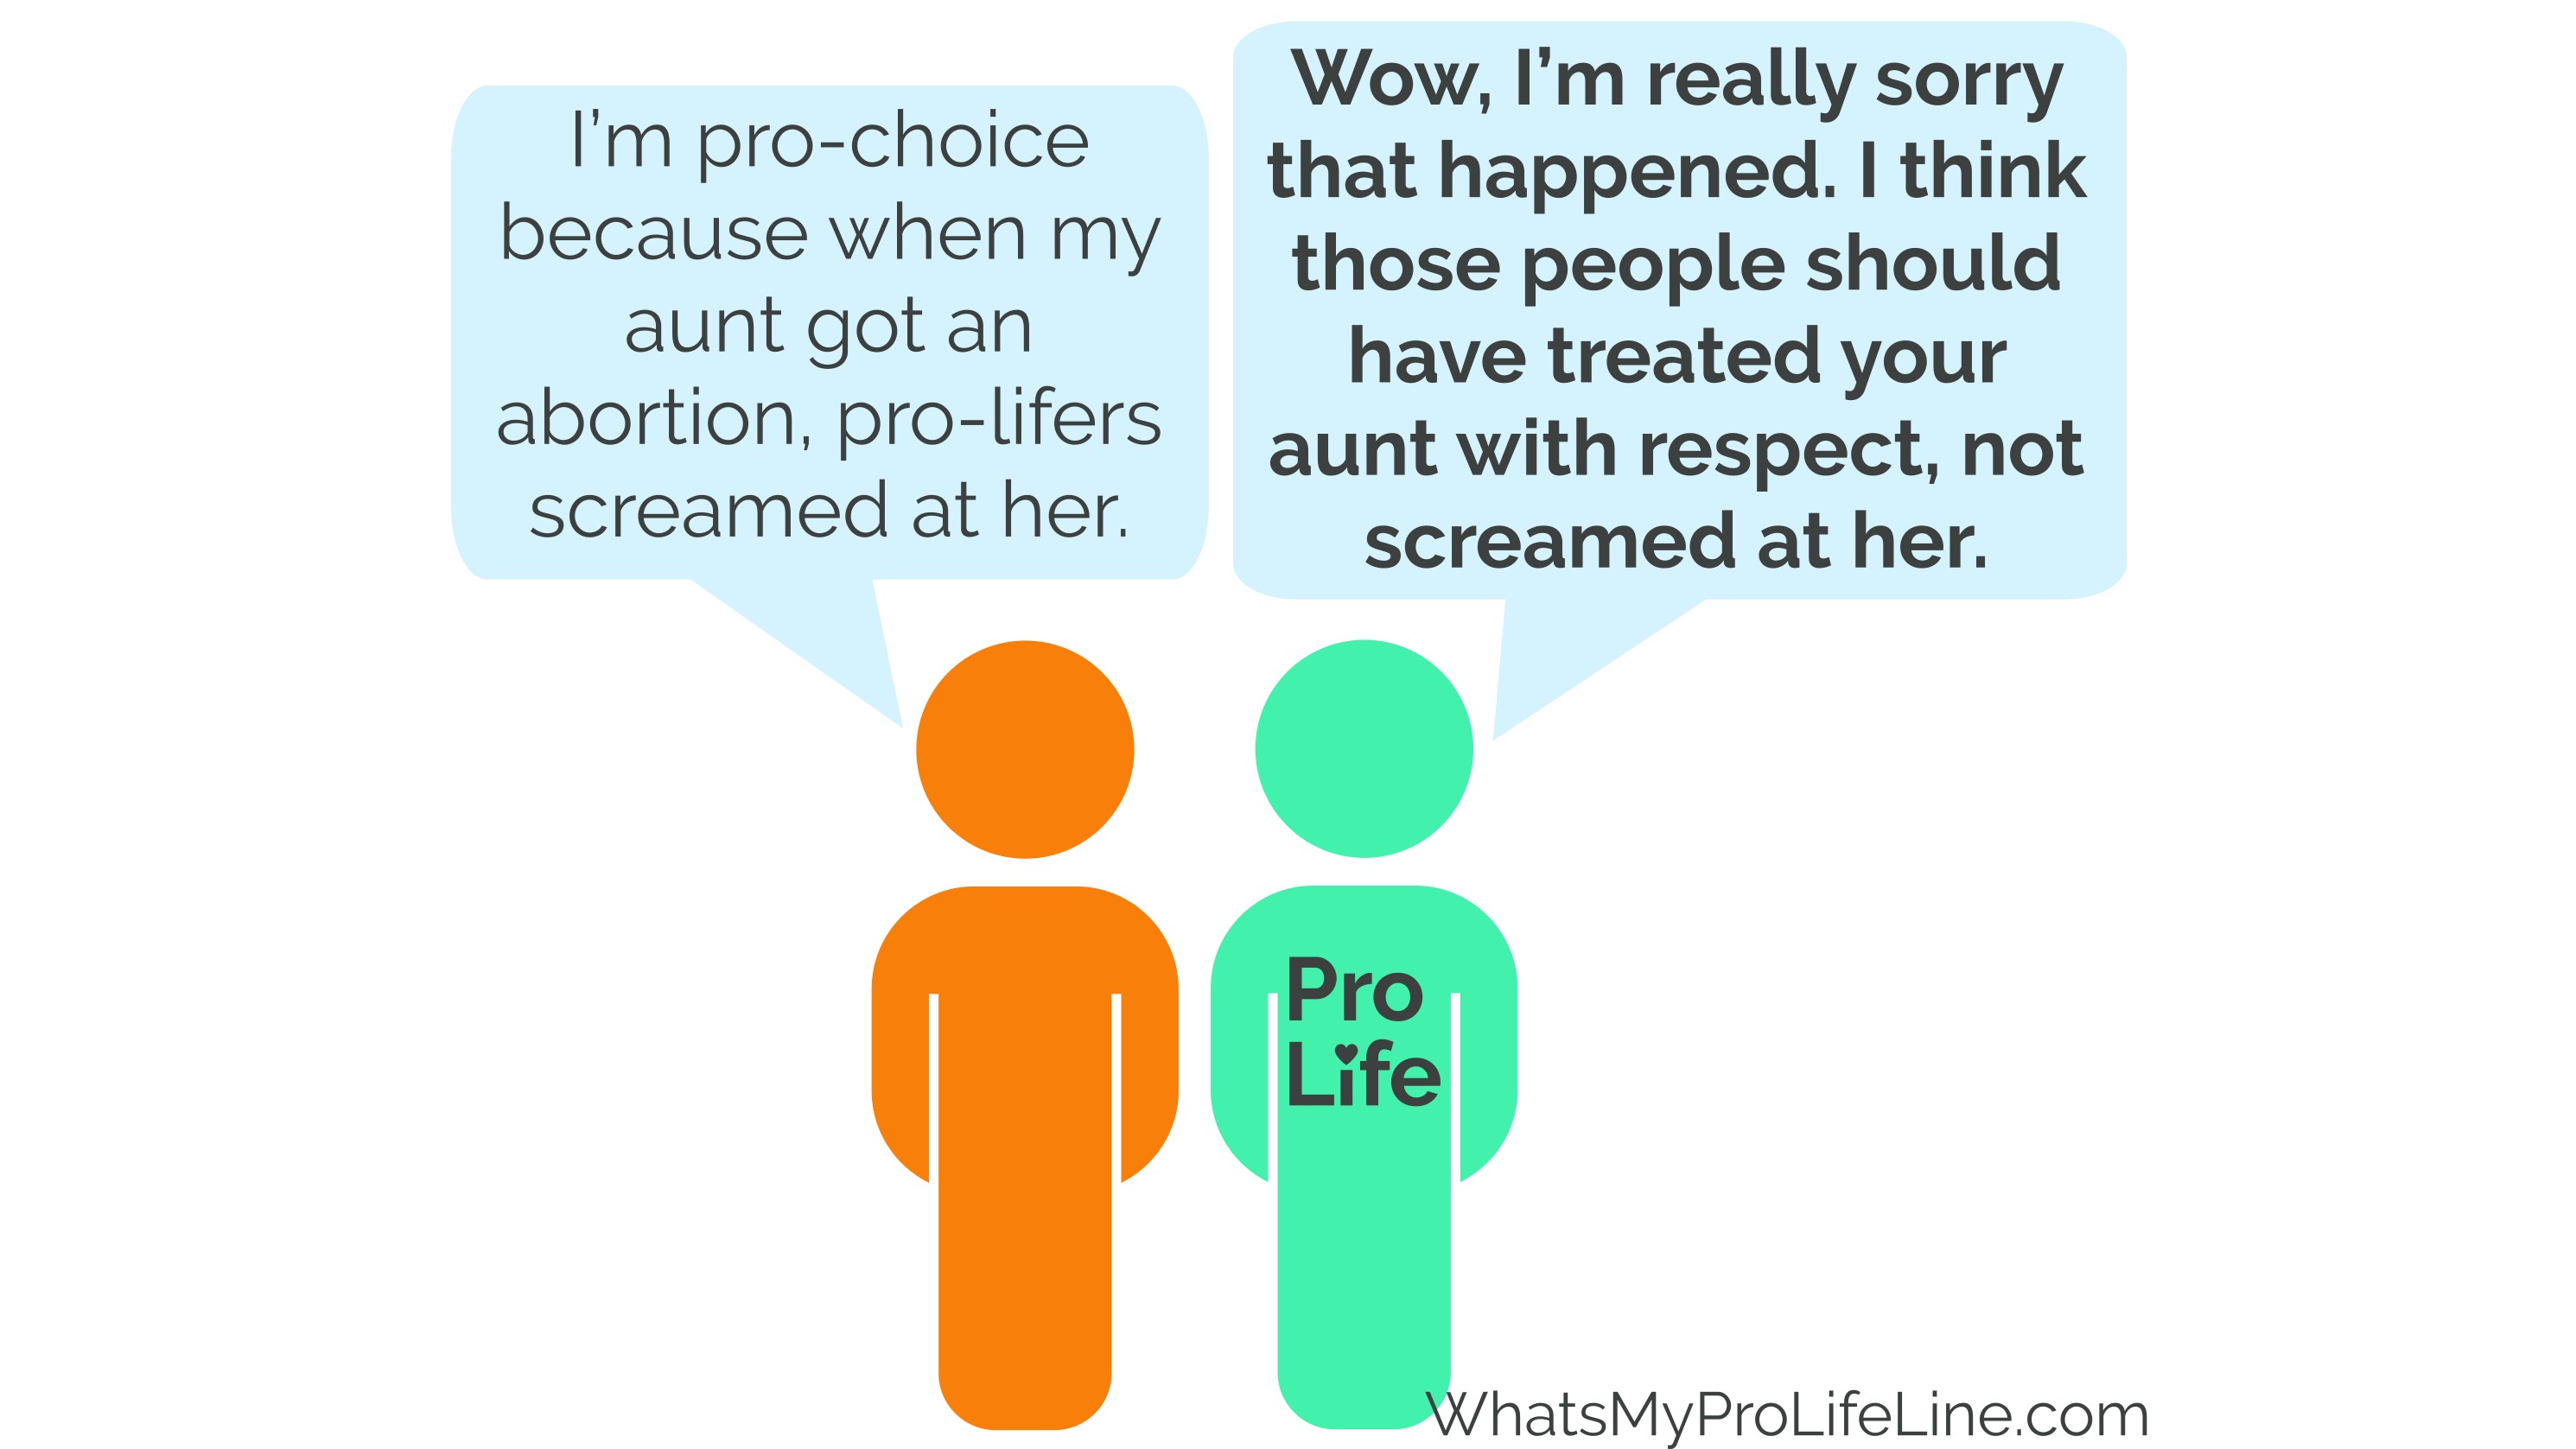 I’m pro-choice
because when my
aunt got an
abortion, pro-lifers
screamed at her.
Wow, I’m really sorry
that happened. I think
those people should
have treated your
aunt with respect, not
screamed at her.
Pro
Life
WhatsMyProLifeLine.com